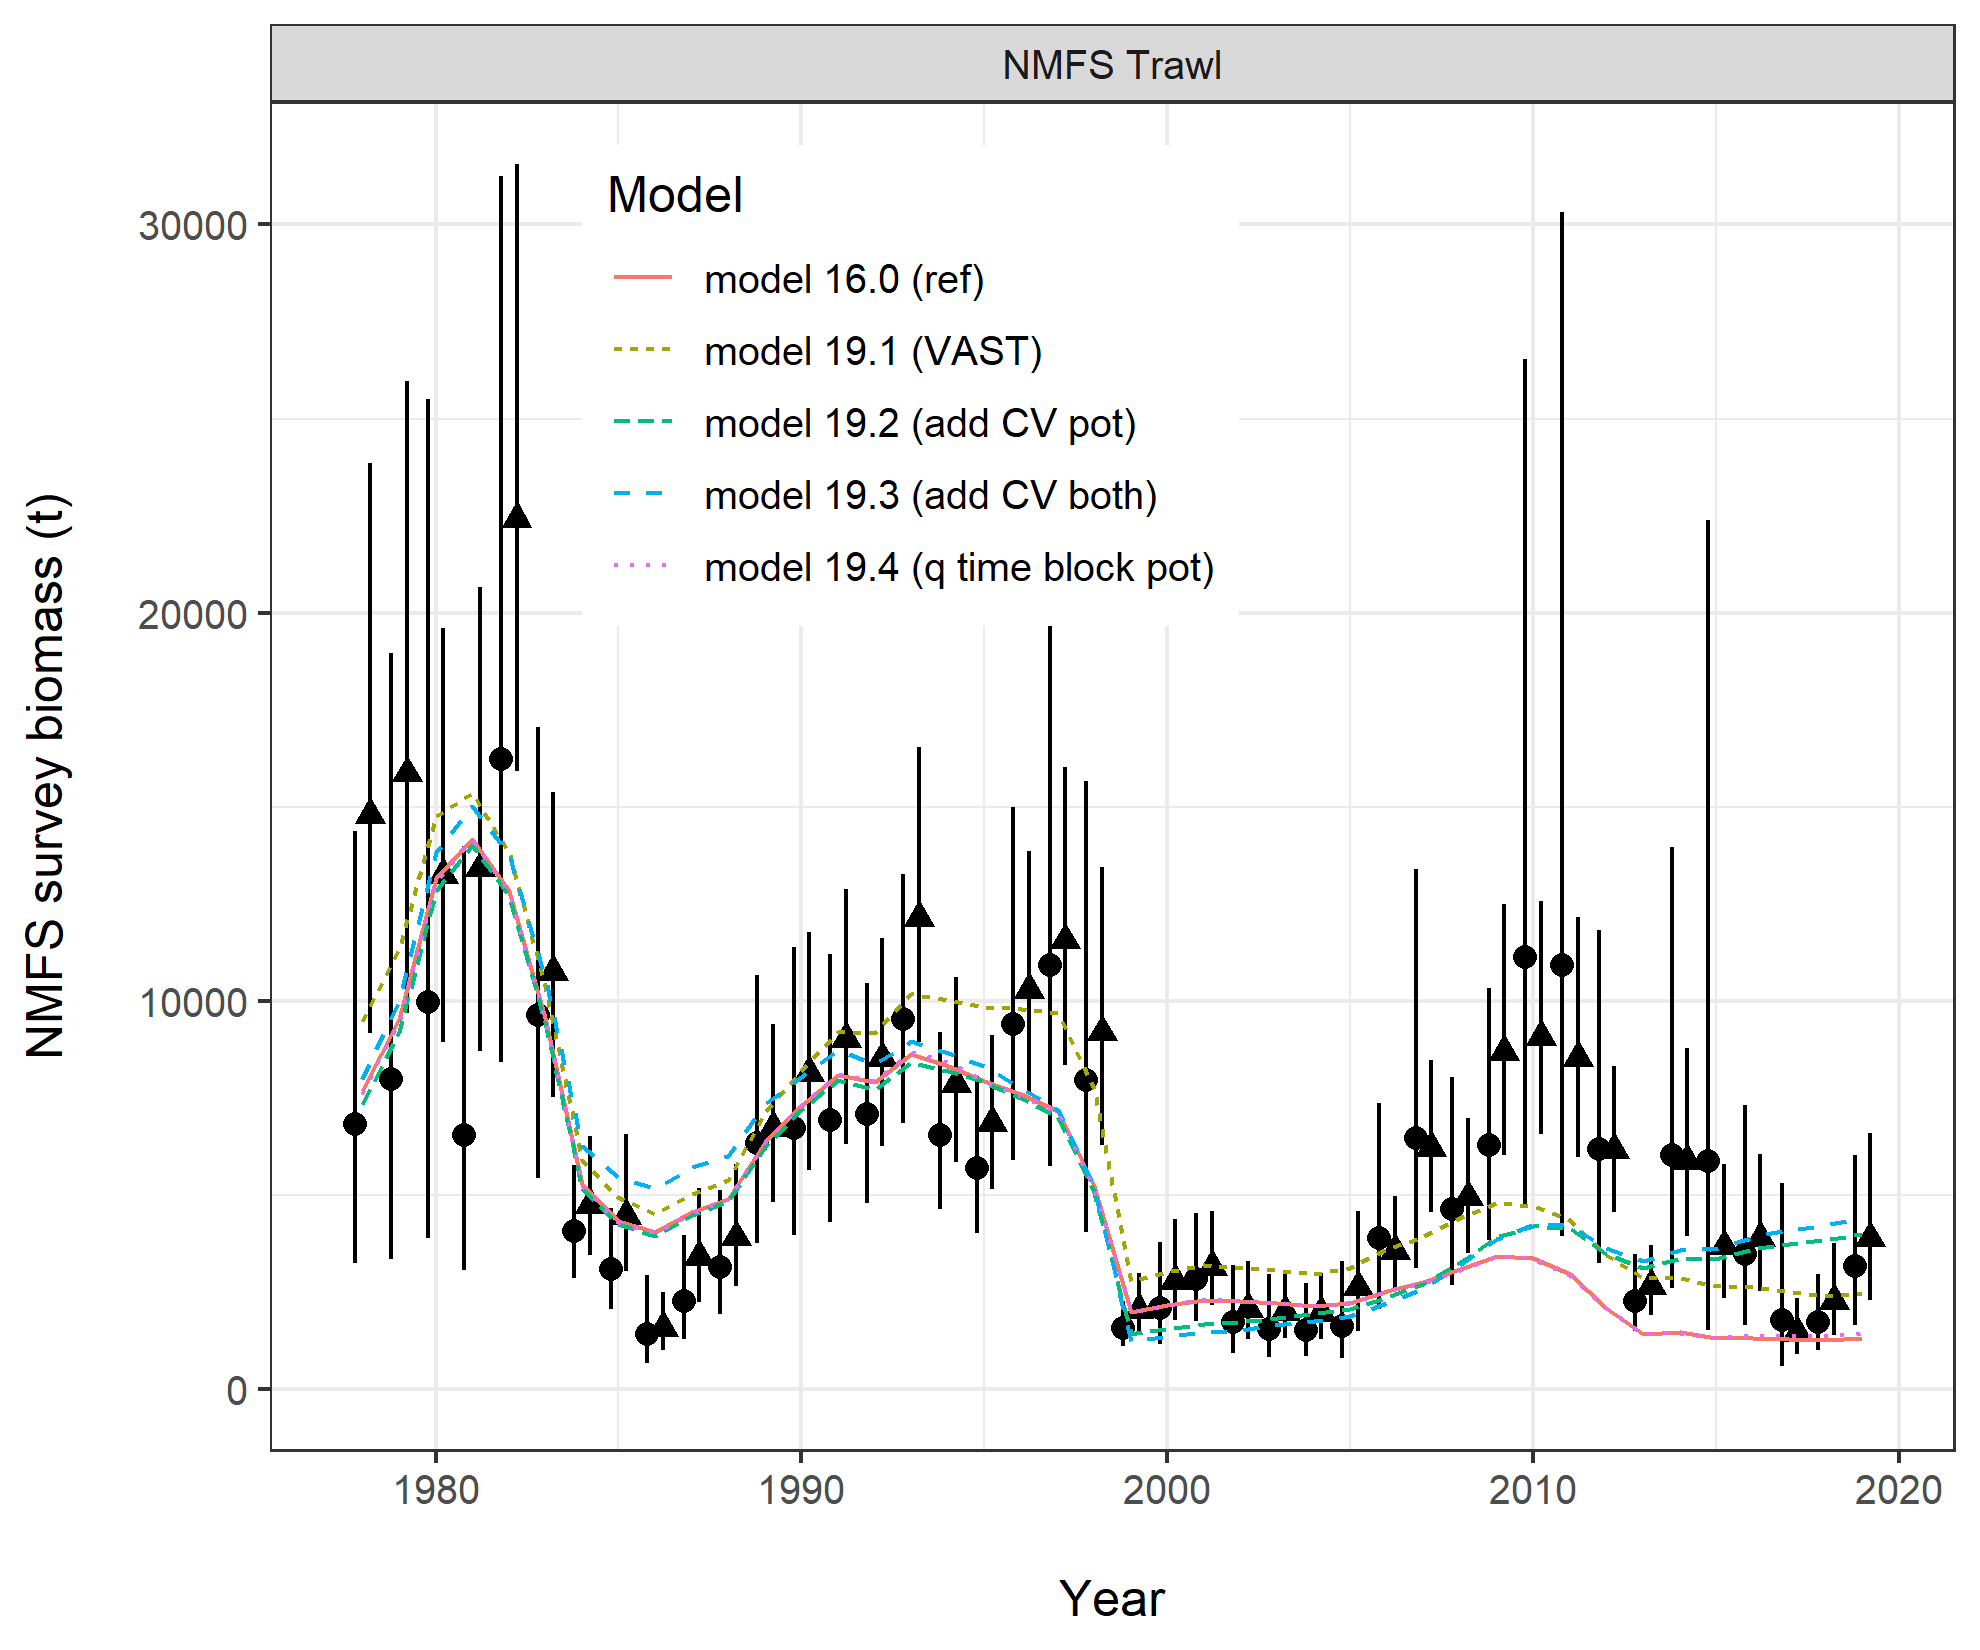 NMFS Trawl
30000
20000
10000
0
NMFS survey biomass (t)
Model
model 16.0 (ref)
model 19.1 (VAST)
model 19.2 (add CV pot)
model 19.3 (add CV both)
model 19.4 (q time block pot)
1980
1990
2000
2010
2020
Year